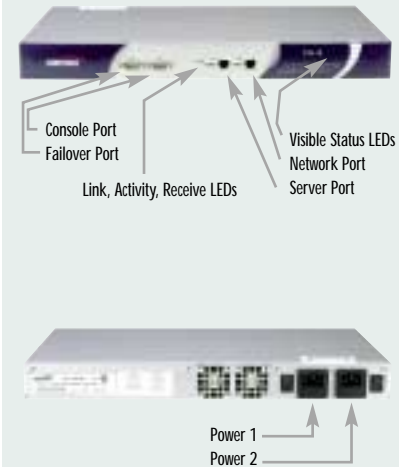 Console Port
Failover Port
Link, Activity, Receive LEDs
Visible Status LEDs
Network Port
Server Port
Power 1
Power 2